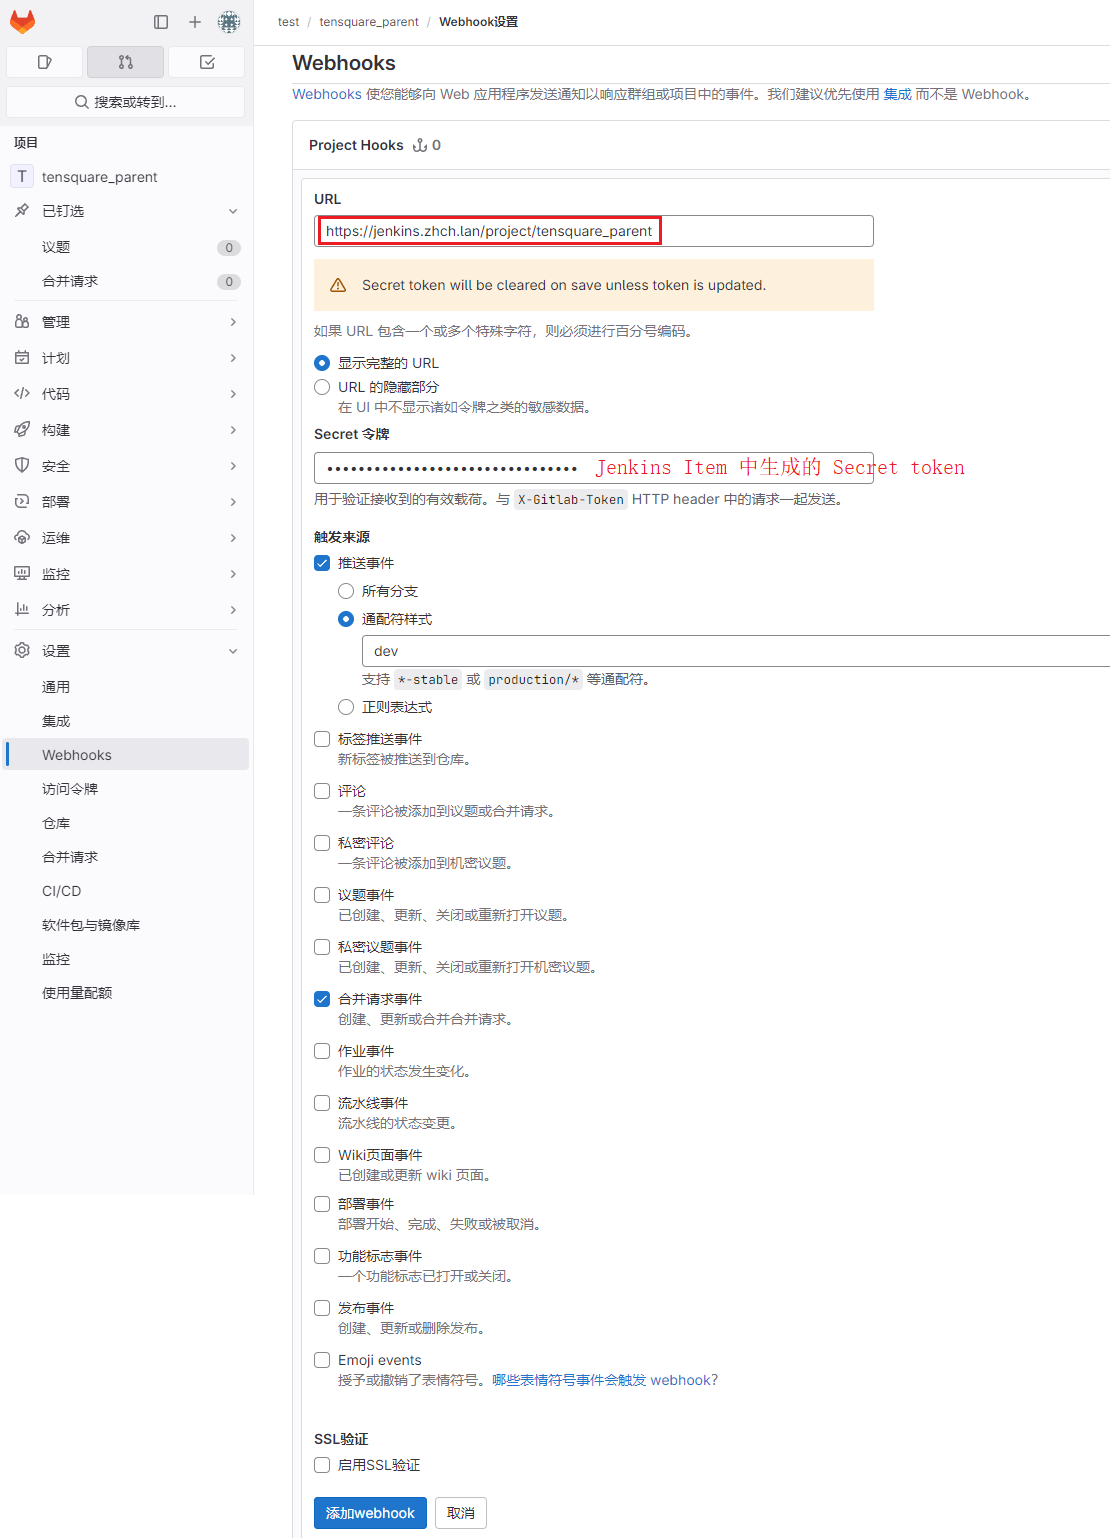 test / tensquare_parent / Webhook设置
搜索或转到...
项目
T tensquare_parent
已钉选
议题 0
合并请求 0
管理
计划
代码
构建
安全
部署
运维
监控
分析
设置
通用
集成
Webhooks
访问令牌
仓库
合并请求
CI/CD
软件包与镜像库
监控
使用量配额
Webhooks
Webhooks 使您能够向 Web 应用程序发送通知以响应群组或项目中的事件。我们建议优先使用 集成 而不是 Webhook。
Project Hooks 0
URL
https://jenkins.zhch.lan/project/tensquare_parent
Secret token will be cleared on save unless token is updated.
如果 URL 包含一个或多个特殊字符，则必须进行百分号编码。
显示完整的 URL
URL 的隐藏部分
在 UI 中不显示诸如令牌之类的敏感数据。
Secret 令牌
•••••••••••••••••••••••••••••••• Jenkins Item 中生成的 Secret token
用于验证接收到的有效载荷。与 X-Gitlab-Token HTTP header 中的请求一起发送。
触发来源
推送事件
所有分支
通配符样式
dev
支持 *-stable 或 production/* 等通配符。
正则表达式
标签推送事件
新标签被推送到仓库。
评论
一条评论被添加到议题或合并请求。
私密评论
一条评论被添加到机密议题。
议题事件
已创建、更新、关闭或重新打开议题。
私密议题事件
已创建、更新、关闭或重新打开机密议题。
合并请求事件
创建、更新或合并合并请求。
作业事件
作业的状态发生变化。
流水线事件
流水线的状态变更。
Wiki页面事件
已创建或更新 wiki 页面。
部署事件
部署开始、完成、失败或被取消。
功能标志事件
一个功能标志已打开或关闭。
发布事件
创建、更新或删除发布。
Emoji events
授予或撤销了表情符号。哪些表情符号事件会触发 webhook?
SSL验证
启用SSL验证
添加webhook 取消